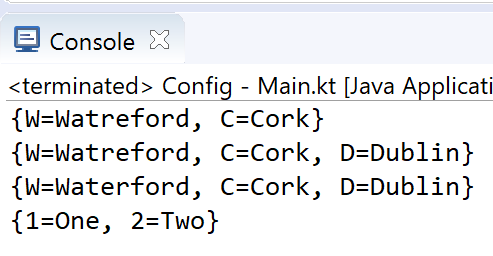 Console
<terminated> Config - Main.kt [Java Applicati
{W=Watreford, C=Cork}
{W=Watreford, C=Cork, D=Dublin}
{W=Waterford, C=Cork, D=Dublin}
{1=One, 2=Two}